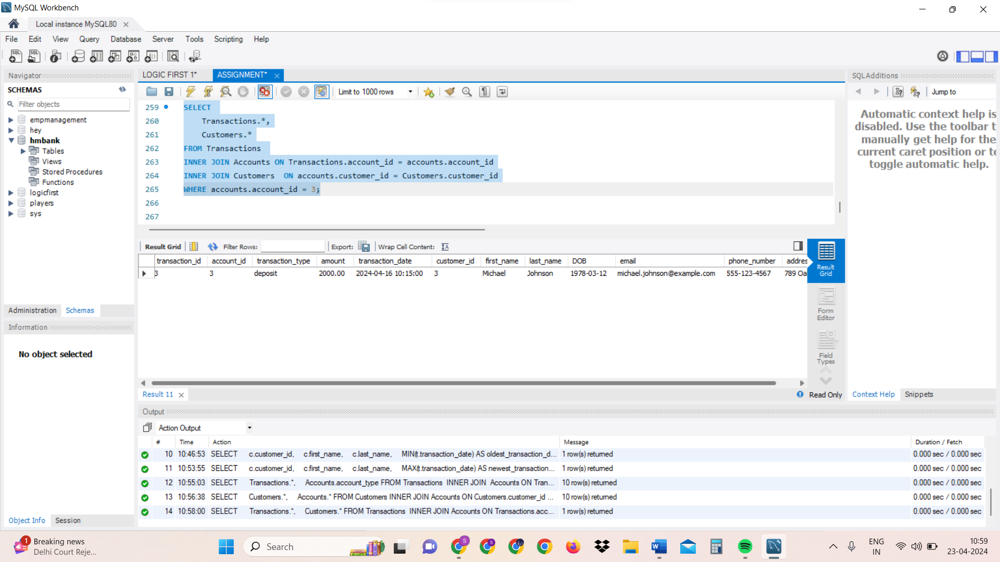 MySQL Workbench
Local instance MySQL80
File Edit View Query Database Server Tools Scripting Help
Navigator
SCHEMAS
Filter objects
empmanagement
hey
hmbank
Tables
Views
Stored Procedures
Functions
logicfirst
players
sys
Administration Schemas
Information
No object selected
Object Info Session
LOGIC FIRST 1* ASSIGNMENT*
Limit to 1000 rows
259 SELECT
260 Transactions.*,
261 Customers.*
262 FROM Transactions
263 INNER JOIN Accounts ON Transactions.account_id = accounts.account_id
264 INNER JOIN Customers ON accounts.customer_id = Customers.customer_id
265 WHERE accounts.account_id = 3;
266
267
Result Grid Filter Rows: Export: Wrap Cell Content:
transaction_id account_id transaction_type amount transaction_date customer_id first_name last_name DOB email phone_number addres
3 3 deposit 2000.00 2024-04-16 10:15:00 3 Michael Johnson 1978-03-12 michael.johnson@example.com 555-123-4567 789 Oa
Result
Grid
Form
Editor
Field
Types
Result 11
Read Only
SQLAdditions
Jump to
Automatic context help is
disabled. Use the toolbar t
manually get help for the
current caret position or to
toggle automatic help.
Context Help Snippets
Output
Action Output
# Time Action Message Duration / Fetch
10 10:46:53 SELECT c.customer_id, c.first_name, c.last_name, MIN(t.transaction_date) AS oldest_transaction_d... 1 row(s) returned 0.000 sec / 0.000 sec
11 10:53:55 SELECT c.customer_id, c.first_name, c.last_name, MAX(t.transaction_date) AS newest_transaction... 1 row(s) returned 0.000 sec / 0.000 sec
12 10:55:03 SELECT Transactions.*, Accounts.account_type FROM Transactions INNER JOIN Accounts ON Tran... 10 row(s) returned 0.000 sec / 0.000 sec
13 10:56:38 SELECT Customers.*, Accounts.* FROM Customers INNER JOIN Accounts ON Customers.customer_id ... 10 row(s) returned 0.000 sec / 0.000 sec
14 10:58:00 SELECT Transactions.*, Customers.* FROM Transactions INNER JOIN Accounts ON Transactions.acc... 1 row(s) returned 0.000 sec / 0.000 sec
1
Breaking news
Delhi Court Reje...
Search
ENG
IN
10:59
23-04-2024